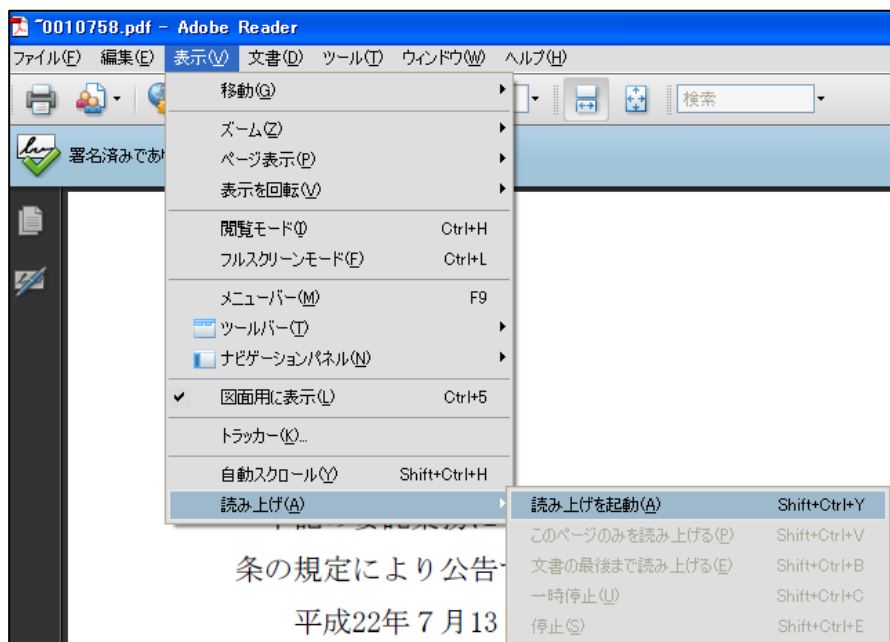 ~0010758.pdf - Adobe Reader
ファイル(F) 編集(E) 表示(V) 文書(D) ツール(T) ウィンドウ(W) ヘルプ(H)
検索
署名済みであ
移動(G)
ズーム(Z)
ページ表示(P)
表示を回転(V)
閲覧モード(I) Ctrl+H
フルスクリーンモード(F) Ctrl+L
メニューバー(M) F9
ツールバー(T)
ナビゲーションパネル(N)
✓ 図面用に表示(L) Ctrl+5
トラッカー(K)...
自動スクロール(Y) Shift+Ctrl+H
読み上げ(A)
読み上げを起動(A) Shift+Ctrl+Y
このページのみを読み上げる(P) Shift+Ctrl+V
文書の最後まで読み上げる(E) Shift+Ctrl+B
一時停止(U) Shift+Ctrl+C
停止(S) Shift+Ctrl+E
条の規定により公告
平成22年７月13